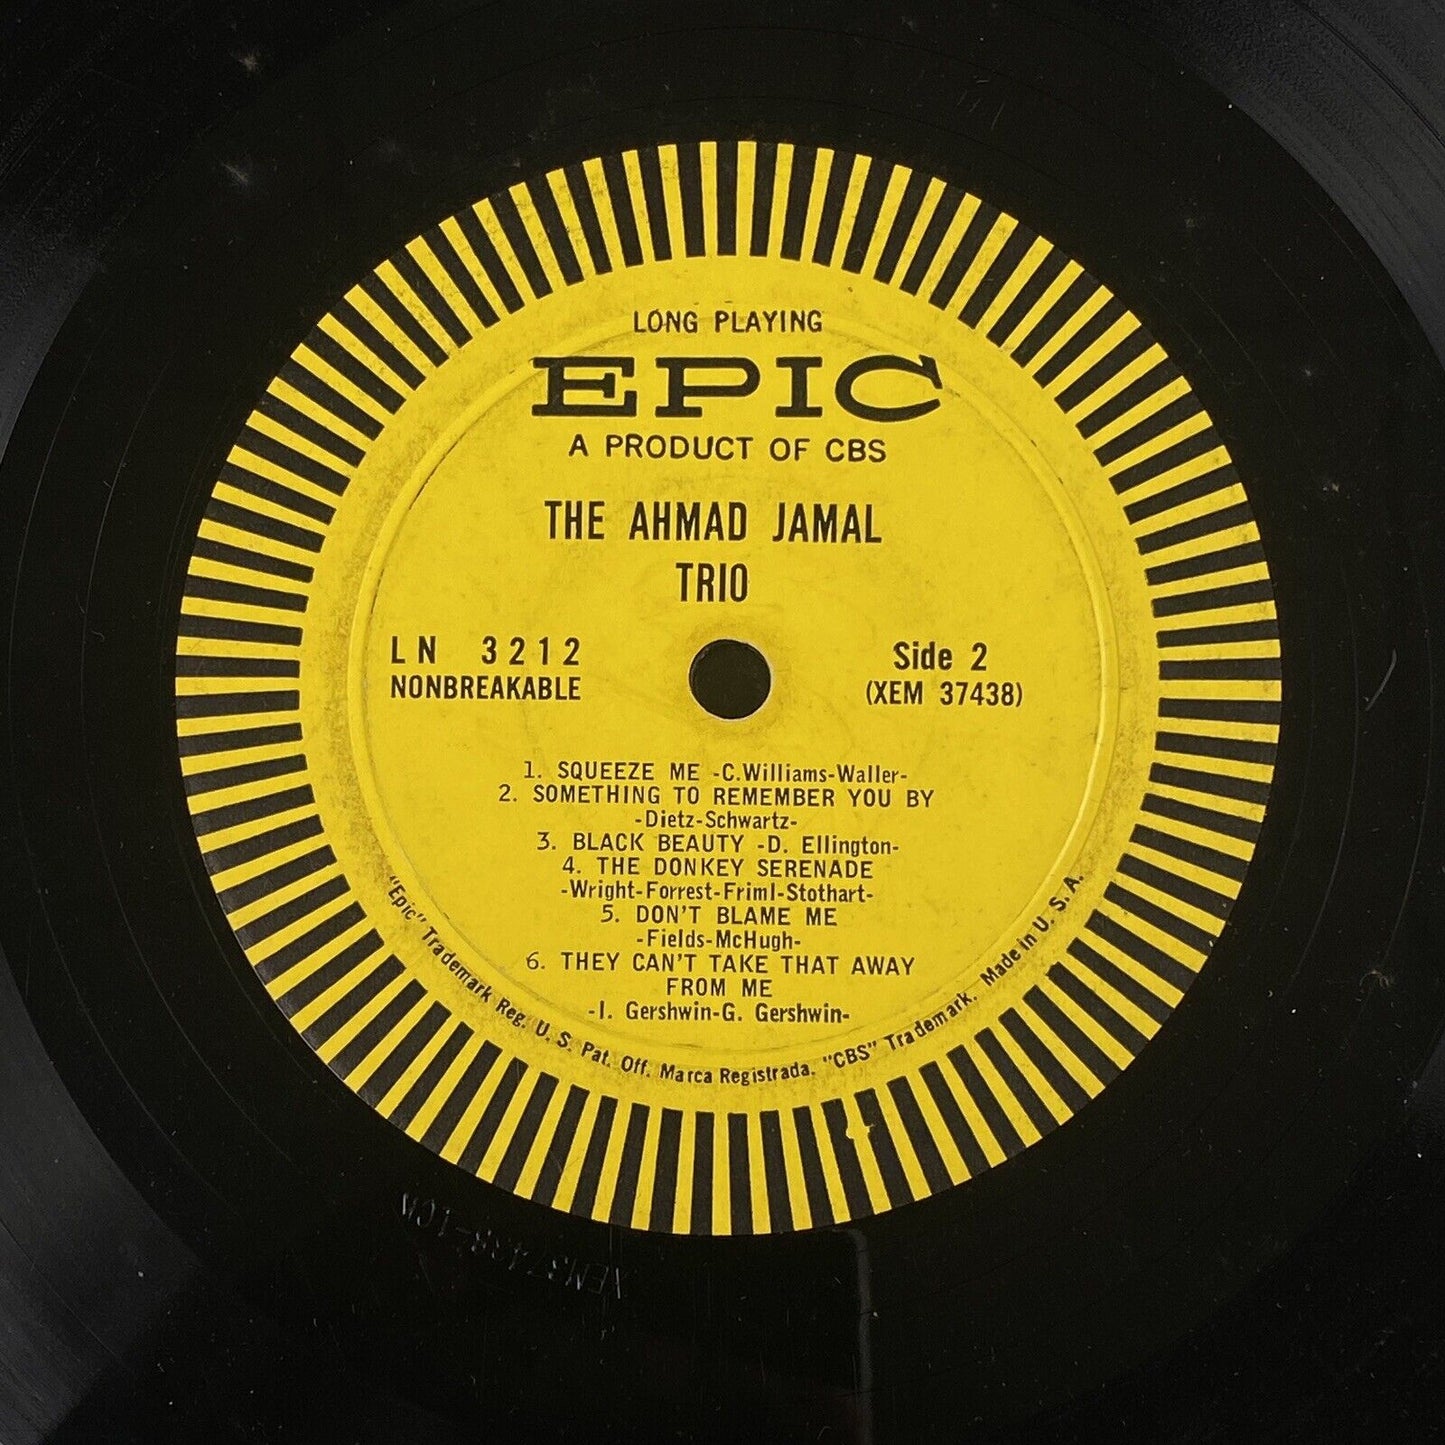 LONG PLAYING
EPIC
A PRODUCT OF CBS
THE AHMAD JAMAL
TRIO
LN 3212
NONBREAKABLE
Side 2
(XEM 37438)
1. SQUEEZE ME -C.Williams-Waller-
2. SOMETHING TO REMEMBER YOU BY
-Dietz-Schwartz-
3. BLACK BEAUTY -D. Ellington-
4. THE DONKEY SERENADE
-Wright-Forrest-Friml-Stothart-
5. DON'T BLAME ME
-Fields-McHugh-
6. THEY CAN'T TAKE THAT AWAY
FROM ME
-I. Gershwin-G. Gershwin-
"Epic" Trademark Reg. U. S. Pat. Off. Marca Registrada. "CBS" Trademark. Made in U. S. A.